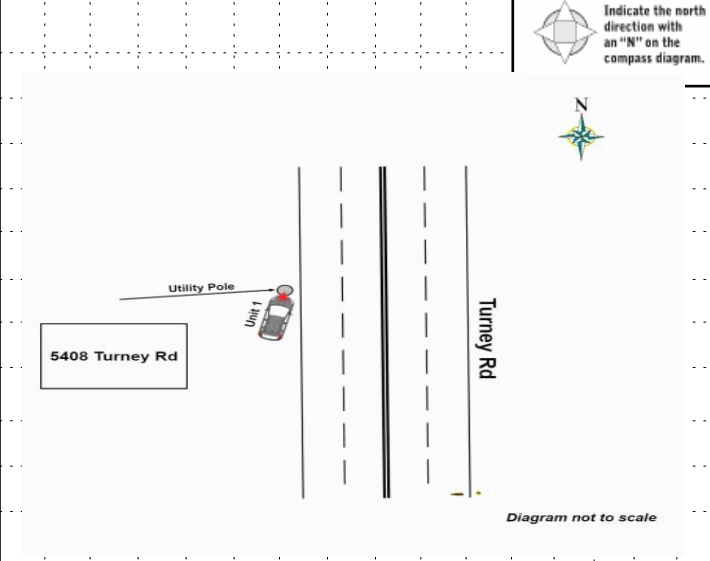 Indicate the north
direction with
an “N” on the
compass diagram.
N
Utility Pole
Unit 1
5408 Turney Rd
Turney Rd
Diagram not to scale